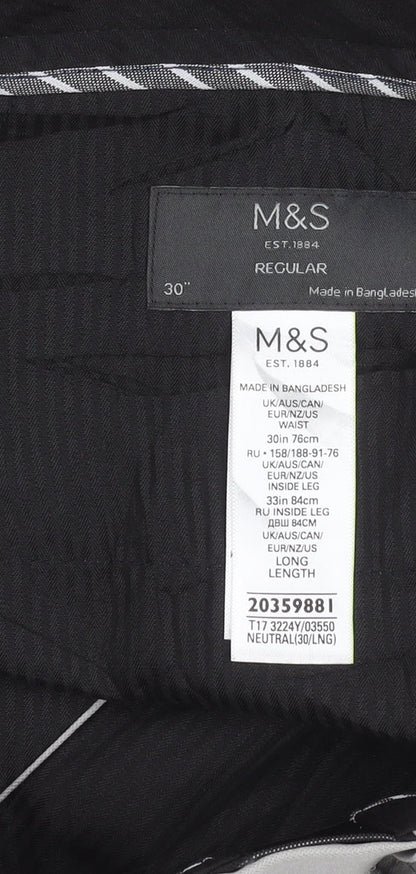 M&S
EST.1884
REGULAR
30"
Made in Bangladesh
M&S
EST. 1884
MADE IN BANGLADESH
UK/AUS/CAN/
EUR/NZ/US
WAIST
30in 76cm
RU • 158/188-91-76
UK/AUS/CAN/
EUR/NZ/US
INSIDE LEG
33in 84cm
RU INSIDE LEG
ДВШ 84CM
UK/AUS/CAN/
EUR/NZ/US
LONG
LENGTH
20359881
T17 3224Y/03550
NEUTRAL(30/LNG)